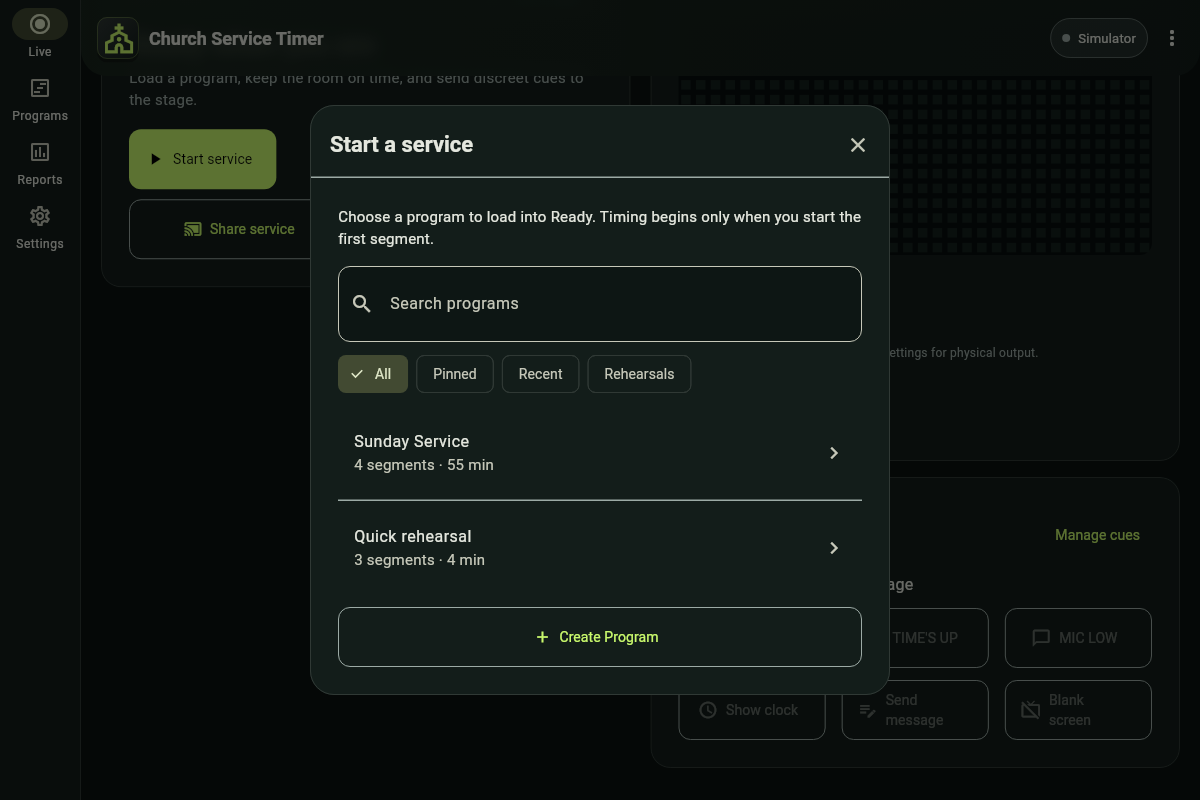 Live
Programs
Reports
Settings
Church Service Timer
Simulator
Load a program, keep the room on time, and send discreet cues to
the stage.
Start service
Share service
Start a service
Choose a program to load into Ready. Timing begins only when you start the
first segment.
Search programs
All
Pinned
Recent
Rehearsals
Sunday Service
4 segments · 55 min
Quick rehearsal
3 segments · 4 min
Create Program
for physical output.
Manage cues
TIME'S UP
MIC LOW
Show clock
Send
message
Blank
screen